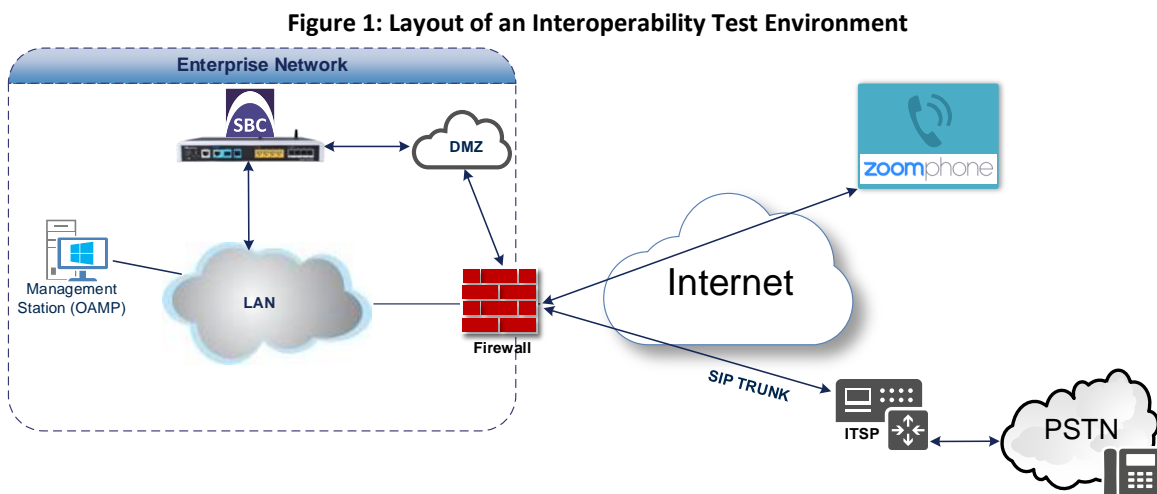 Figure 1: Layout of an Interoperability Test Environment
Enterprise Network
SBC
DMZ
zoomphone
Management
Station (OAMP)
LAN
Internet
Firewall
SIP TRUNK
ITSP
PSTN